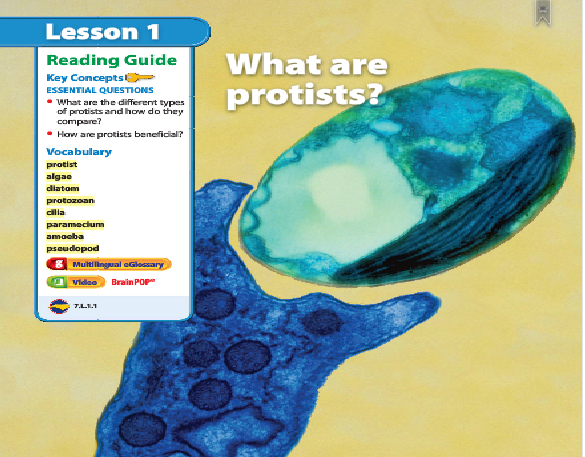 Lesson 1
Reading Guide
Key Concepts
ESSENTIAL QUESTIONS
• What are the different types
of protists and how do they
compare?
• How are protists beneficial?
Vocabulary
protist
algae
diatom
protozoan
cilia
paramecium
amoeba
pseudopod
g Multilingual eGlossary
Video BrainPOP®
7.L.1.1
What are
protists?